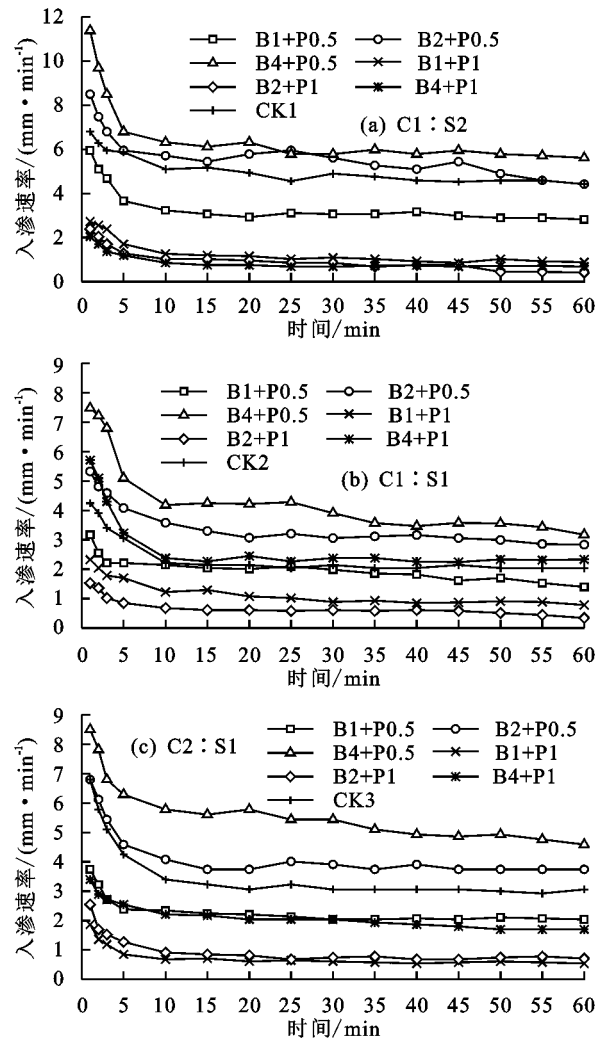 12
10
8
6
4
2
0
入渗速率/(mm·min⁻¹)
B1+P0.5 B2+P0.5
B4+P0.5 B1+P1
B2+P1 B4+P1
CK1
(a) C1∶S2
0 5 10 15 20 25 30 35 40 45 50 55 60
时间/min
9
8
7
6
5
4
3
2
1
0
入渗速率/(mm·min⁻¹)
B1+P0.5 B2+P0.5
B4+P0.5 B1+P1
B2+P1 B4+P1
CK2
(b) C1∶S1
0 5 10 15 20 25 30 35 40 45 50 55 60
时间/min
9
8
7
6
5
4
3
2
1
0
入渗速率/(mm·min⁻¹)
(c) C2∶S1
B1+P0.5 B2+P0.5
B4+P0.5 B1+P1
B2+P1 B4+P1
CK3
0 5 10 15 20 25 30 35 40 45 50 55 60
时间/min